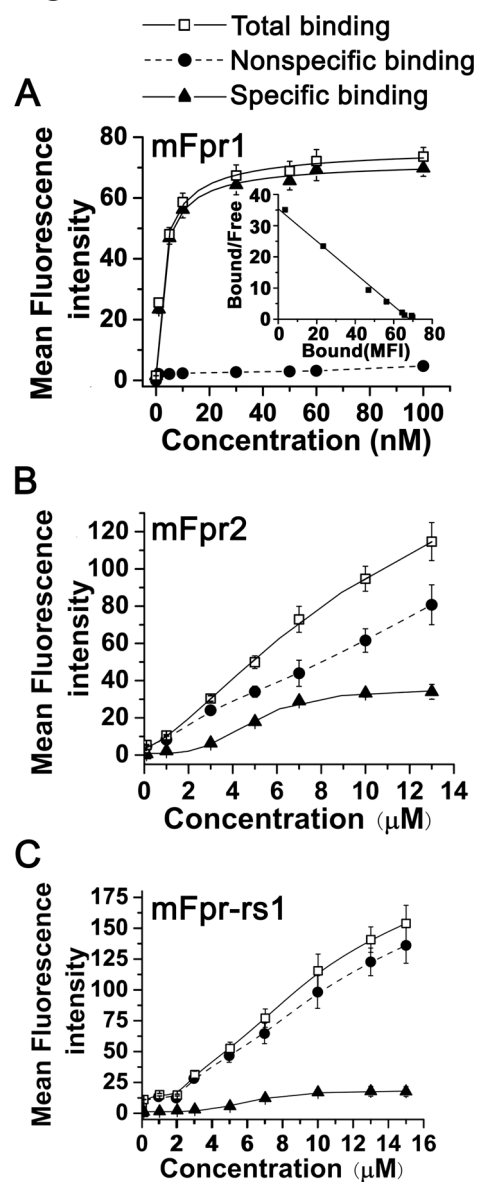 Total binding
Nonspecific binding
Specific binding
A
mFpr1
Mean Fluorescence
intensity
80
60
40
20
0
0 20 40 60 80 100
Concentration (nM)
Bound/Free
40
30
20
10
0
0 20 40 60 80
Bound(MFI)
B
mFpr2
Mean Fluorescence
intensity
120
100
80
60
40
20
0
0 2 4 6 8 10 12 14
Concentration (μM)
C
mFpr-rs1
Mean Fluorescence
intensity
175
150
125
100
75
50
25
0
0 2 4 6 8 10 12 14 16
Concentration (μM)